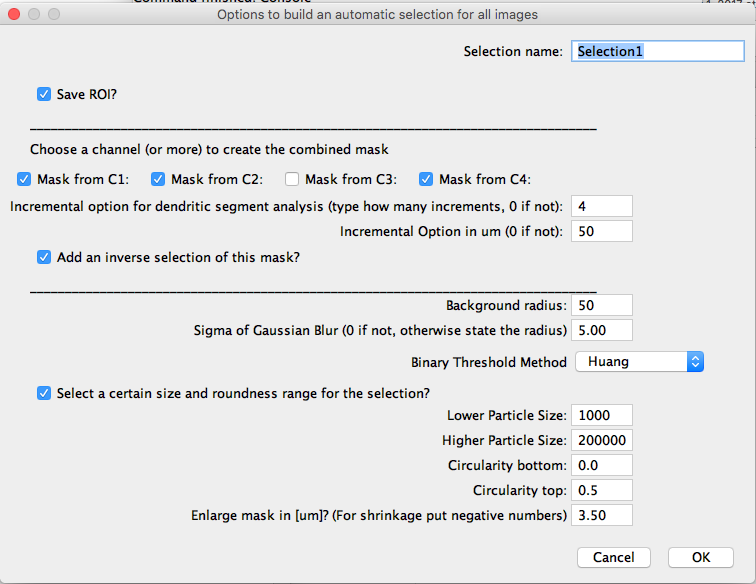 Command finished: Console
Options to build an automatic selection for all images
Selection name: Selection1
Save ROI?
Choose a channel (or more) to create the combined mask
Mask from C1: Mask from C2: Mask from C3: Mask from C4:
Incremental option for dendritic segment analysis (type how many increments, 0 if not): 4
Incremental Option in um (0 if not): 50
Add an inverse selection of this mask?
Background radius: 50
Sigma of Gaussian Blur (0 if not, otherwise state the radius) 5.00
Binary Threshold Method Huang
Select a certain size and roundness range for the selection?
Lower Particle Size: 1000
Higher Particle Size: 200000
Circularity bottom: 0.0
Circularity top: 0.5
Enlarge mask in [um]? (For shrinkage put negative numbers) 3.50
Cancel OK